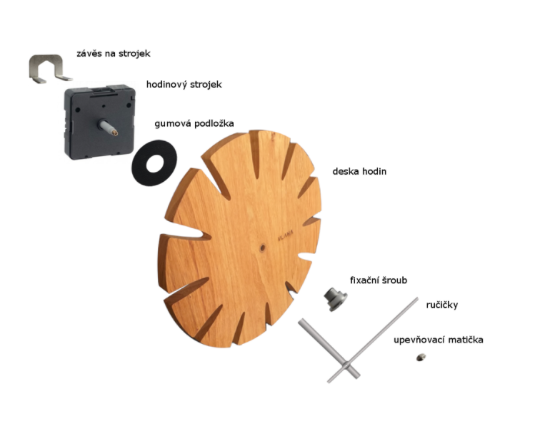 závěs na strojek
hodinový strojek
gumová podložka
deska hodin
fixační šroub
ručičky
upevňovací matička